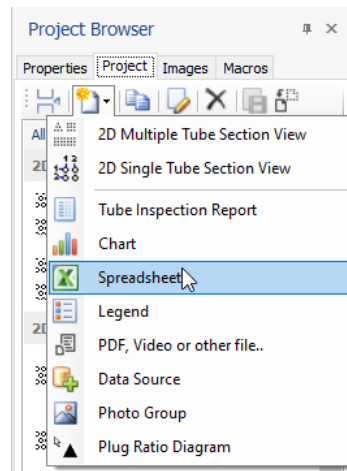 Project Browser
Properties Project Images Macros
All
2D Multiple Tube Section View
2D
2D Single Tube Section View
Tube Inspection Report
Chart
Spreadsheet
Legend
2D
PDF, Video or other file..
Data Source
Photo Group
Plug Ratio Diagram